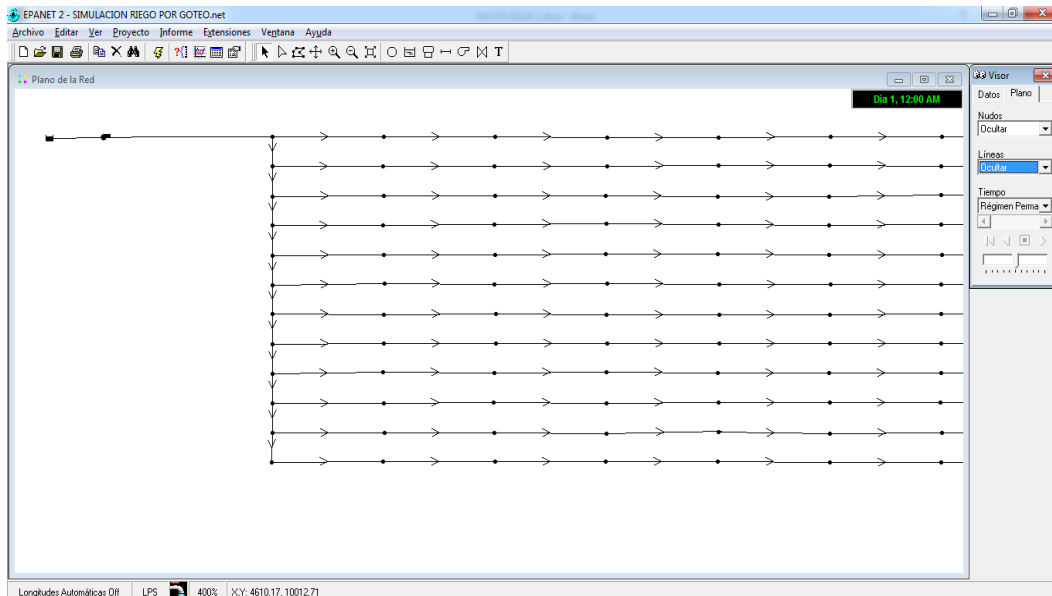 EPANET 2 - SIMULACION RIEGO POR GOTEO.net
Archivo Editar Ver Proyecto Informe Extensiones Ventana Ayuda
T
Plano de la Red
Dia 1, 12:00 AM
Visor
Datos Plano
Nudos
Ocultar
Líneas
Ocultar
Tiempo
Régimen Perma
Longitudes Automáticas Off LPS 400% X,Y: 4610.17, 10012.71